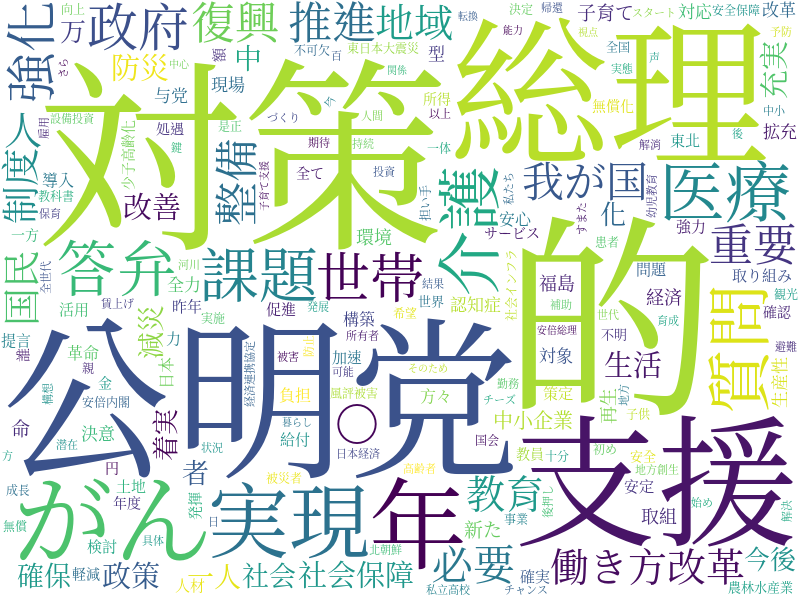 対策
総理
公明党
的
支援
年
がん
実現
世帯
課題
介護
医療
質問
答弁
強化
政府
復興
推進
地域
防災
中
型
万
向上
さら
中心
不可欠
百
額
東日本大震災
関係
転換
スタート
能力
決定
視点
帰還
子育て
対応
安全保障
改革
全国
予防
実態
声
充実
無償化
中小
拡充
解消
東北
後
与党
現場
づくり
今
人間
所得
以上
設備投資
雇用
少子高齢化
処遇
是正
期待
持続
一体
鍵
人
制度
導入
教科書
保育
整備
改善
子育て支援
全て
投資
担い手
私たち
我が国
幼児教育
化
すまた
安心
サービス
患者
強力
重要
国民
一方
全世代
環境
河川
全力
活用
昨年
賃上げ
結果
世界
認知症
社会インフラ
福島
問題
経済
取り組み
観光
確認
補助
世代
育成
減災
促進
実施
発展
希望
構築
提言
革命
日本
力
難
親
金
構想
安倍内閣
経済連携協定
被害
防止
加速
可能
所有者
安倍総理
不明
対象
生活
避難
生産性
命
決意
着実
負担
風評被害
そのため
方々
勤務
チーズ
策定
再生
地方
子供
方
潜在
給付
暮らし
○
中小企業
円
者
状況
日本経済
国会
教員
十分
初め
安全
地方創生
成長
土地
年度
発揮
日
被災者
高齢者
教育
新た
事業
後押し
安定
取組
始め
解決
無償
検討
具体
北朝鮮
確保
軽減
政策
一人
人材
社会
社会保障
私立高校
必要
確実
チャンス
働き方改革
今後
農林水産業